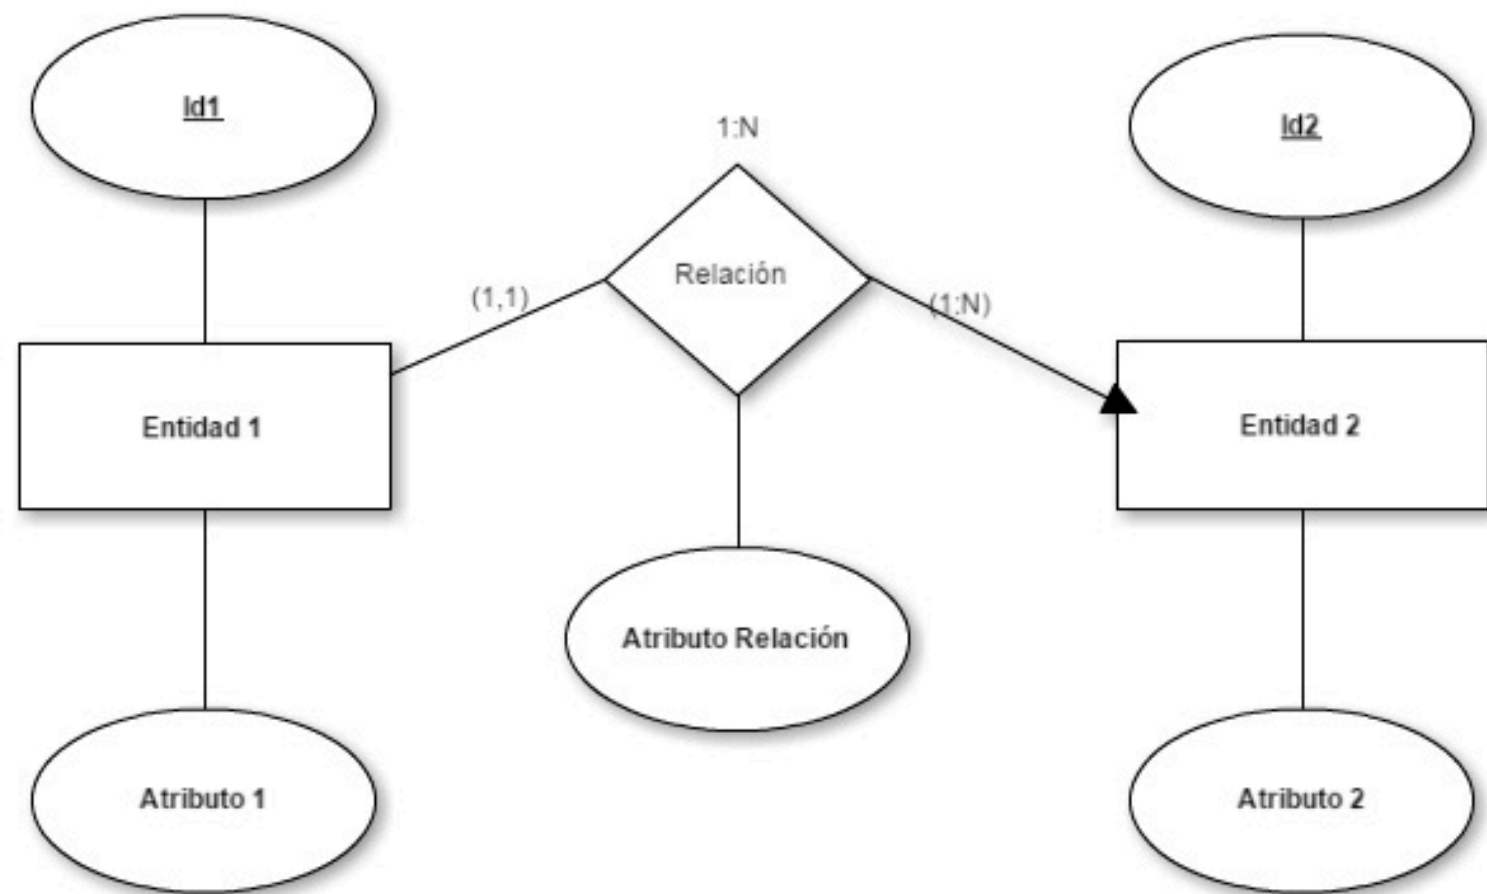 Id1
Id2
1:N
Relación
(1,1)
(1:N)
Entidad 1
Entidad 2
Atributo Relación
Atributo 1
Atributo 2